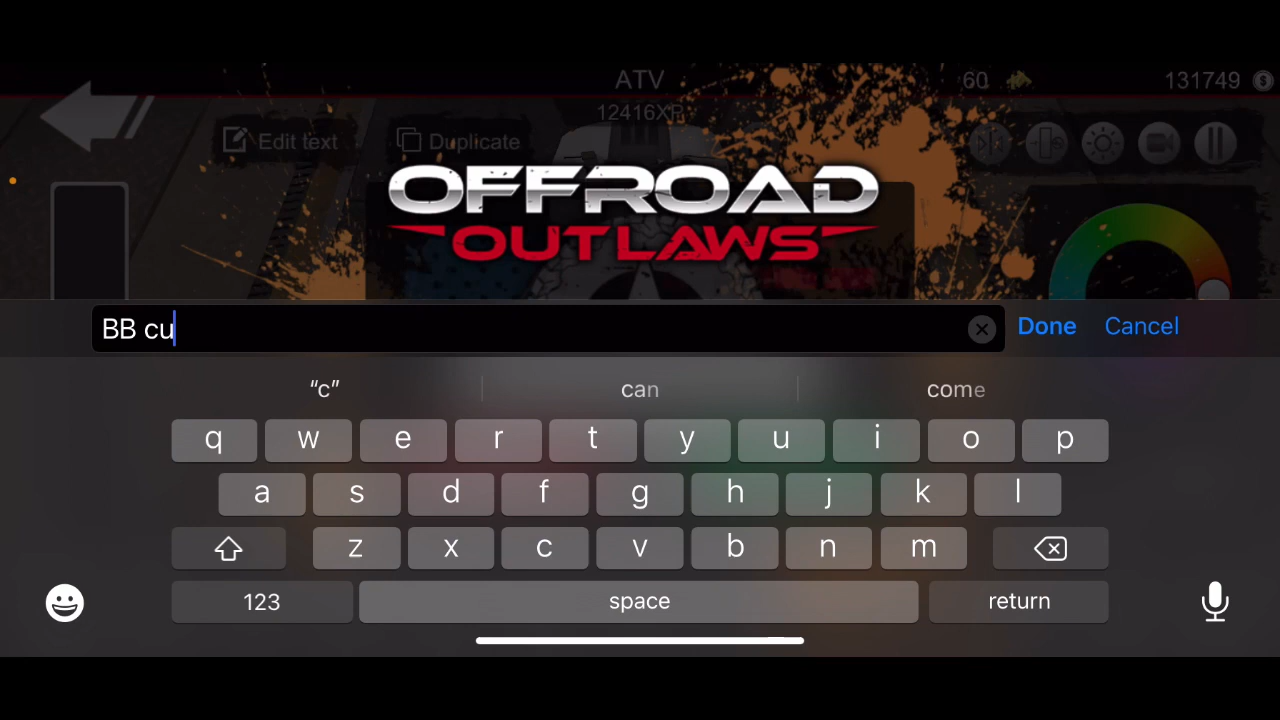 ATV
60
131749
12416XP
Edit text
Duplicate
OFFROAD
OUTLAWS
BB cu
Done
Cancel
“c”
can
come
q w e r t y u i o p
a s d f g h j k l
z x c v b n m
123
space
return